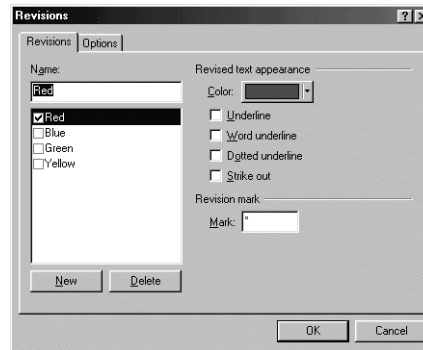 Revisions
Revisions Options
Name:
Red
Red
Blue
Green
Yellow
New Delete
Revised text appearance
Color:
Underline
Word underline
Dotted underline
Strike out
Revision mark
Mark: *
OK Cancel